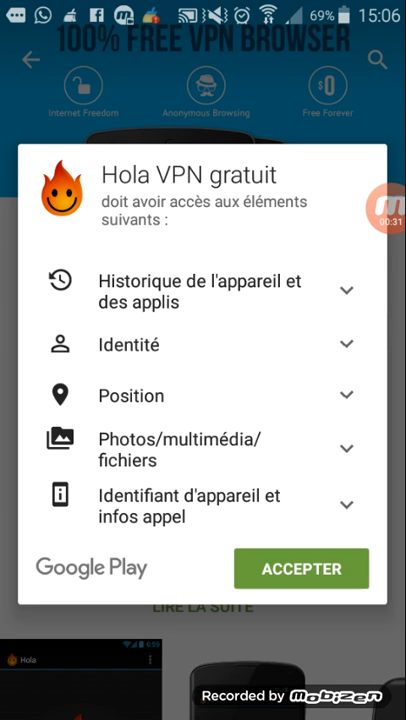 69% 15:06
100% FREE VPN BROWSER
Internet Freedom
Anonymous Browsing
$0
Free Forever
Hola VPN gratuit
doit avoir accès aux éléments
suivants :
00:31
Historique de l'appareil et
des applis
Identité
Position
Photos/multimédia/
fichiers
Identifiant d'appareil et
infos appel
Google Play
ACCEPTER
LIRE LA SUITE
Hola
Recorded by mobizen